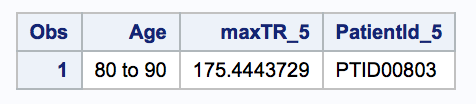 Obs Age maxTR_5 PatientId_5
1 80 to 90 175.4443729 PTID00803